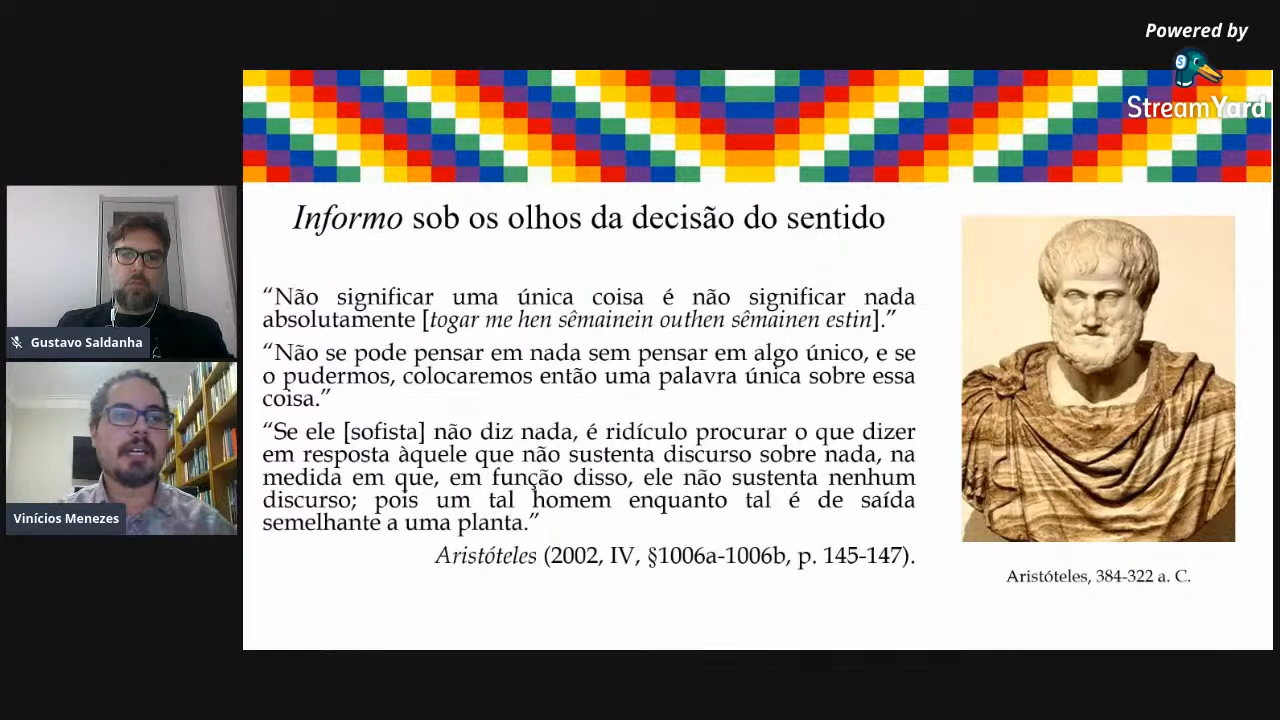 Powered by
StreamYard
Informo sob os olhos da decisão do sentido
“Não significar uma única coisa é não significar nada
absolutamente [togar me hen sêmainein outhen sêmainen estin].”
“Não se pode pensar em nada sem pensar em algo único, e se
o pudermos, colocaremos então uma palavra única sobre essa
coisa.”
“Se ele [sofista] não diz nada, é ridículo procurar o que dizer
em resposta àquele que não sustenta discurso sobre nada, na
medida em que, em função disso, ele não sustenta nenhum
discurso; pois um tal homem enquanto tal é de saída
semelhante a uma planta.”
Aristóteles (2002, IV, §1006a-1006b, p. 145-147).
Aristóteles, 384-322 a. C.
Gustavo Saldanha
Vinícios Menezes